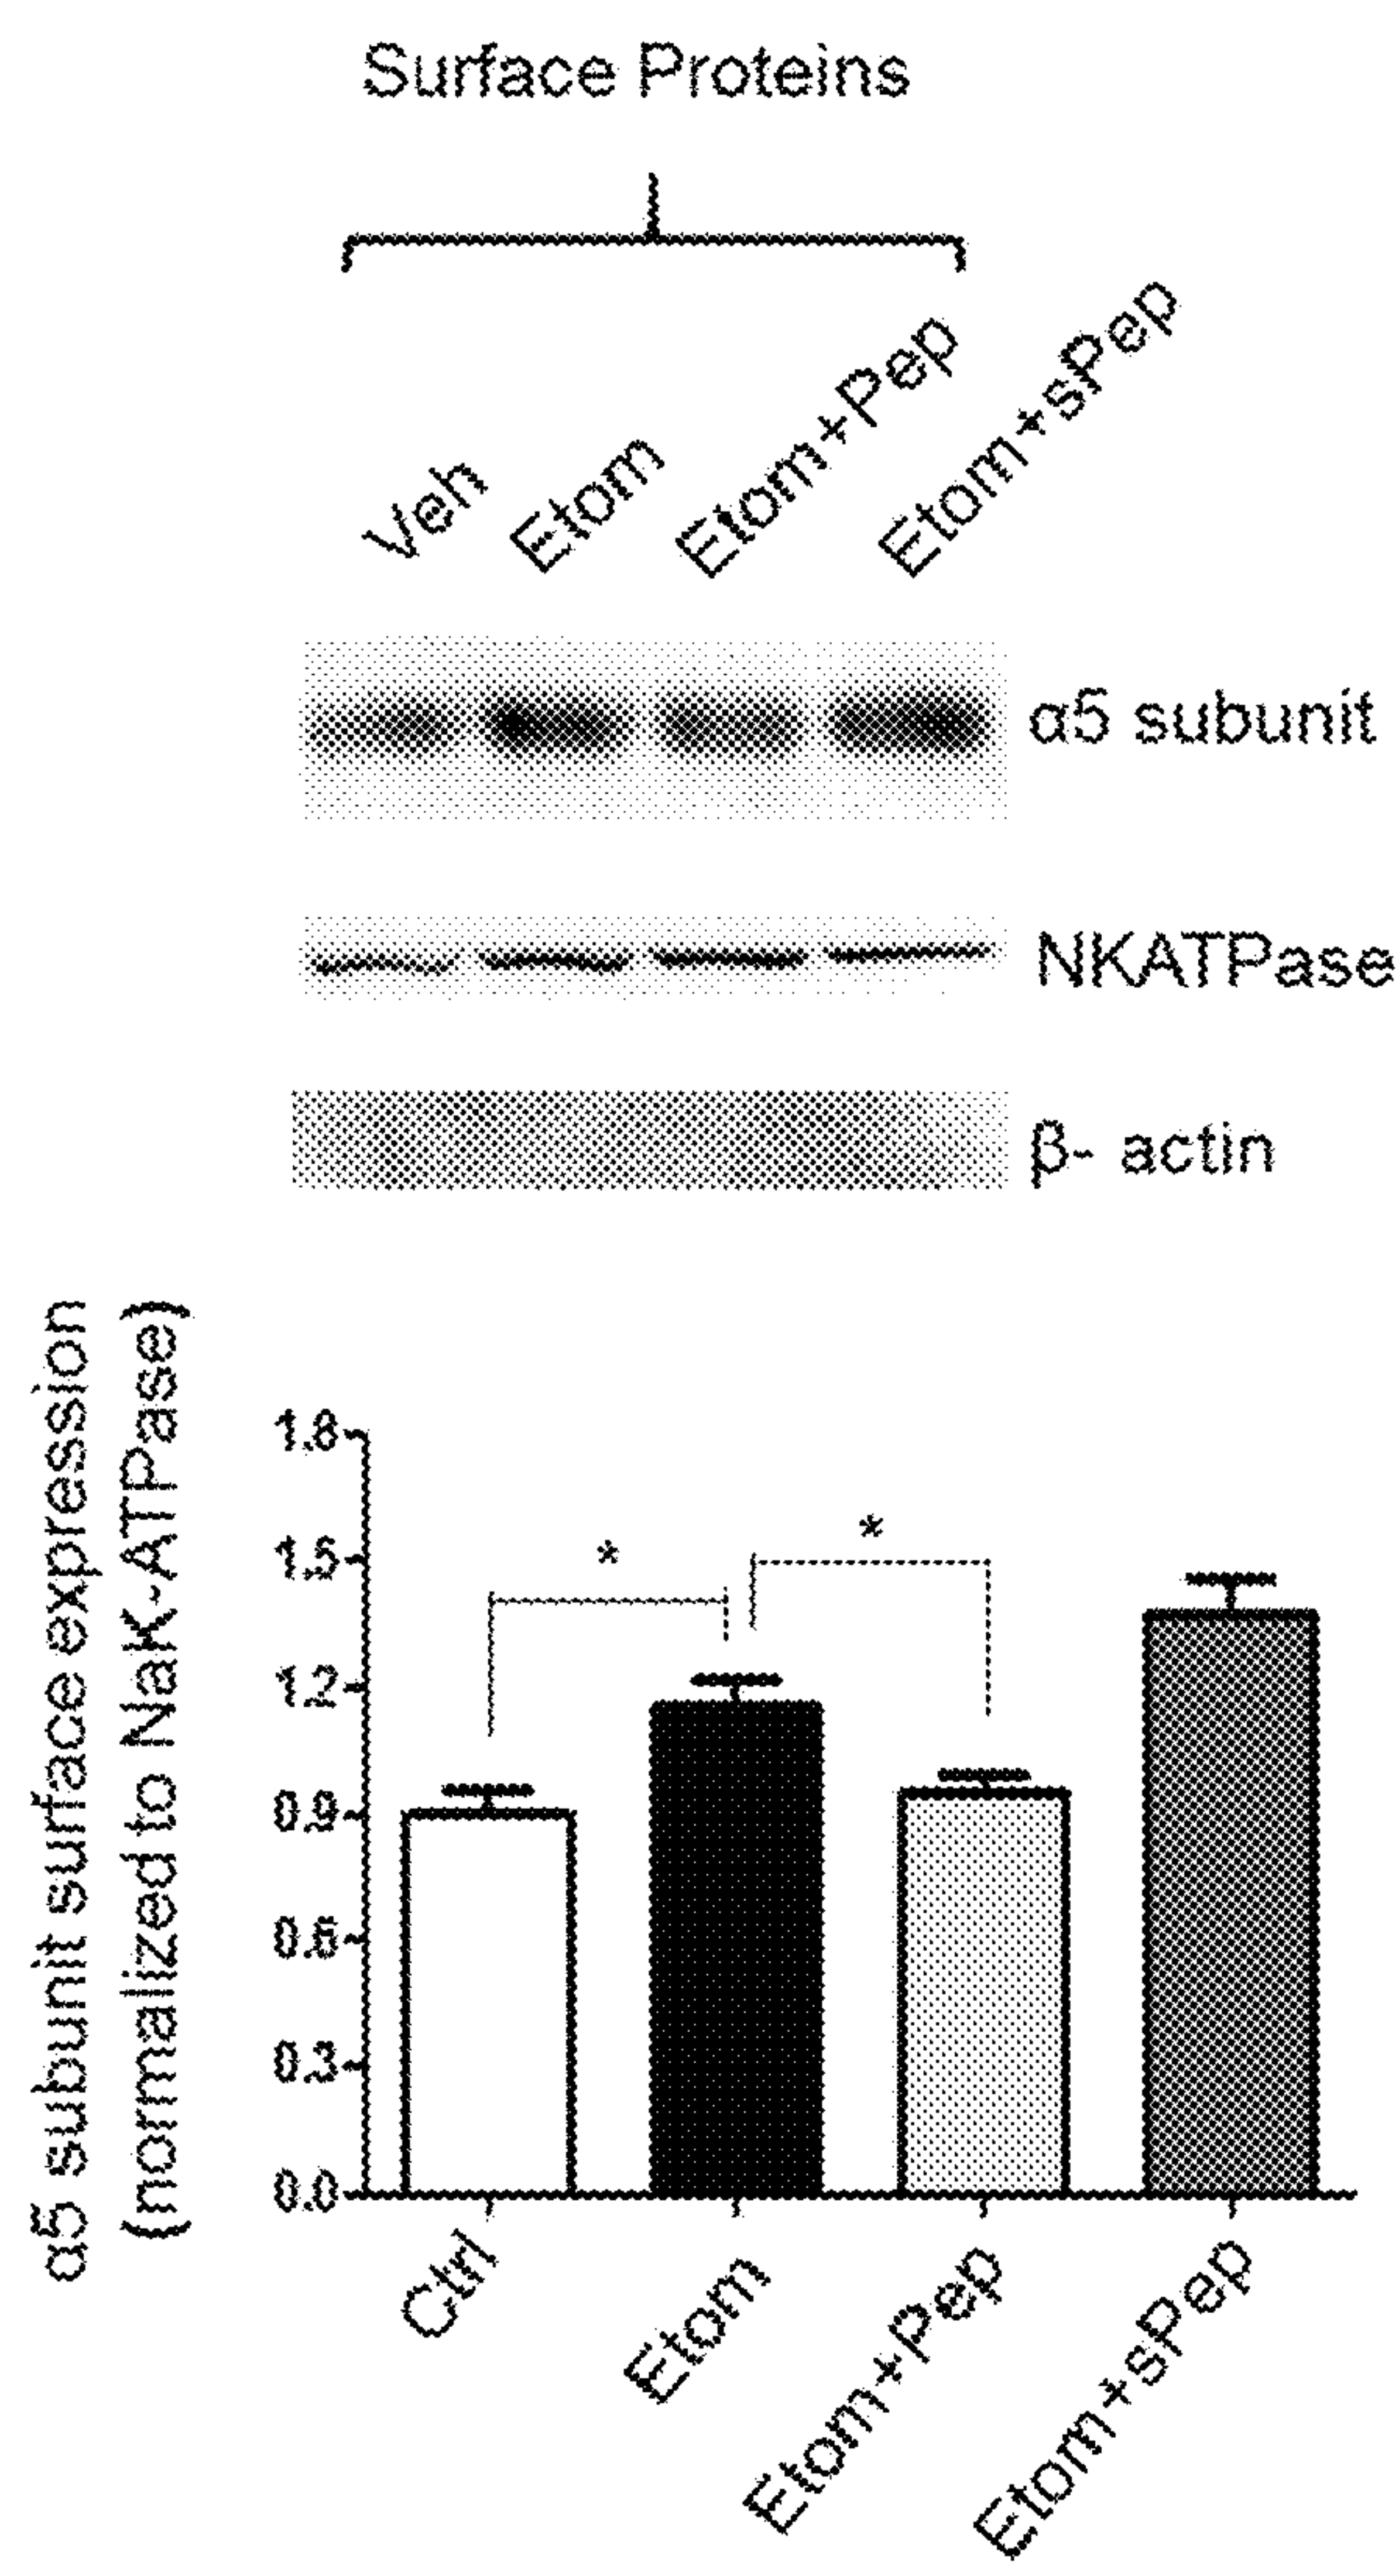 Surface Proteins
Veh Etom Etom+Pep Etom+sPep
α5 subunit
NKATPase
β- actin
α5 subunit surface expression
(normalized to NaK-ATPase)
1.8
1.5
1.2
0.9
0.6
0.3
0.0
*
*
Ctrl Etom Etom+Pep Etom+sPep